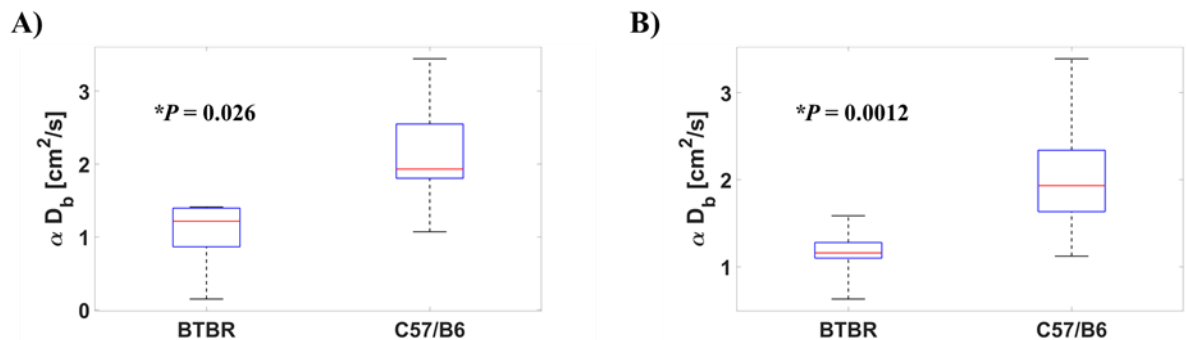 A)
B)
α D_b [cm²/s]
3
2
1
0
*P = 0.026
BTBR
C57/B6
α D_b [cm²/s]
3
2
1
*P = 0.0012
BTBR
C57/B6